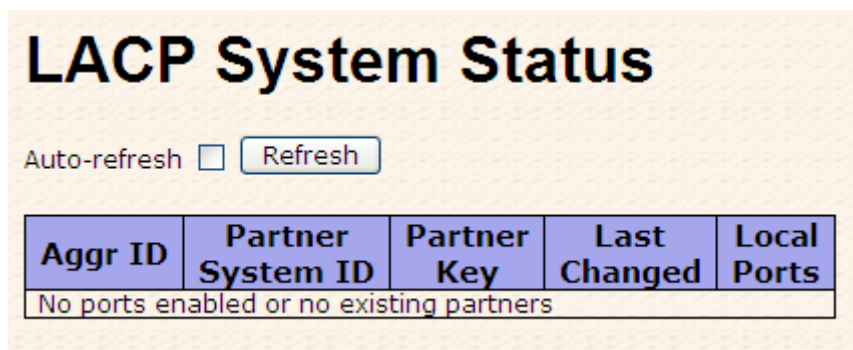 LACP System Status
Auto-refresh Refresh
Aggr ID Partner System ID Partner Key Last Changed Local Ports
No ports enabled or no existing partners